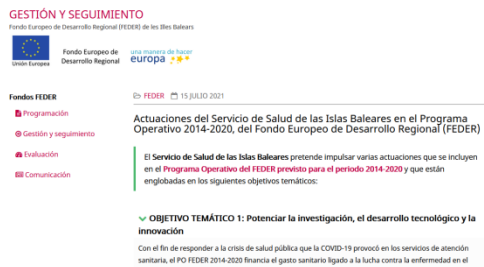 GESTIÓN Y SEGUIMIENTO
Fondo Europeo de Desarrollo Regional (FEDER) de les Illes Balears
Unión Europea
Fondo Europeo de
Desarrollo Regional
una manera de hacer
europa
Fondos FEDER
Programación
Gestión y seguimiento
Evaluación
Comunicación
FEDER 15 JULIO 2021
Actuaciones del Servicio de Salud de las Islas Baleares en el Programa
Operativo 2014-2020, del Fondo Europeo de Desarrollo Regional (FEDER)
El Servicio de Salud de las Islas Baleares pretende impulsar varias actuaciones que se incluyen
en el Programa Operativo del FEDER previsto para el periodo 2014-2020 y que están
englobadas en los siguientes objetivos temáticos:
OBJETIVO TEMÁTICO 1: Potenciar la investigación, el desarrollo tecnológico y la
innovación
Con el fin de responder a la crisis de salud pública que la COVID-19 provocó en los servicios de atención
sanitaria, el PO FEDER 2014-2020 financia el gasto sanitario ligado a la lucha contra la enfermedad en el